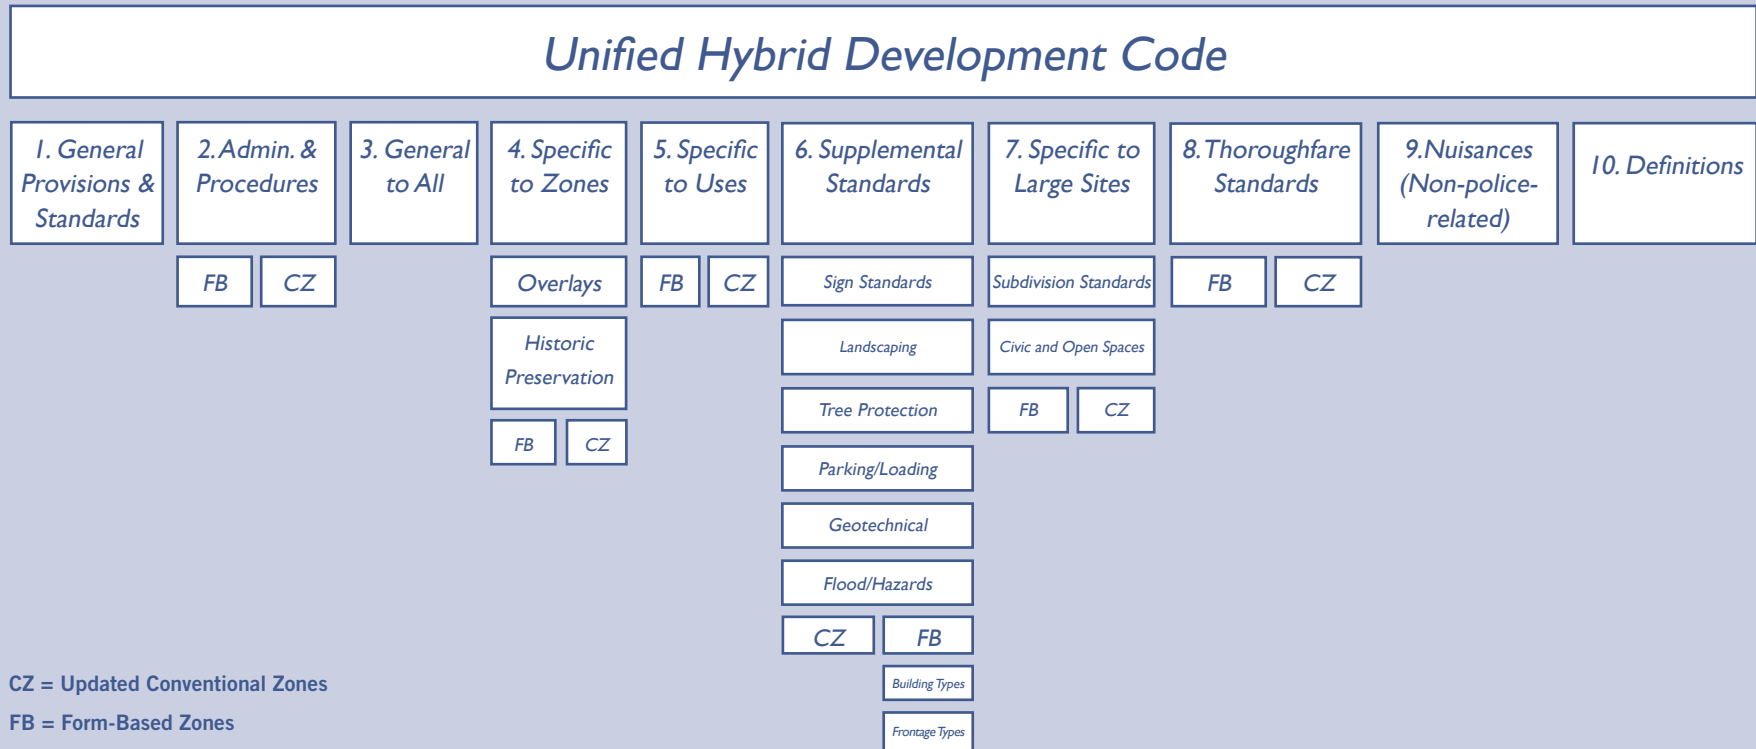 Unified Hybrid Development Code
1. General
Provisions &
Standards
2. Admin. &
Procedures
FB
CZ
3. General
to All
4. Specific
to Zones
Overlays
Historic
Preservation
FB
CZ
5. Specific
to Uses
FB
CZ
6. Supplemental
Standards
Sign Standards
Landscaping
Tree Protection
Parking/Loading
Geotechnical
Flood/Hazards
CZ
FB
Building Types
Frontage Types
7. Specific to
Large Sites
Subdivision Standards
Civic and Open Spaces
FB
CZ
8. Thoroughfare
Standards
FB
CZ
9. Nuisances
(Non-police-
related)
10. Definitions
CZ = Updated Conventional Zones
FB = Form-Based Zones